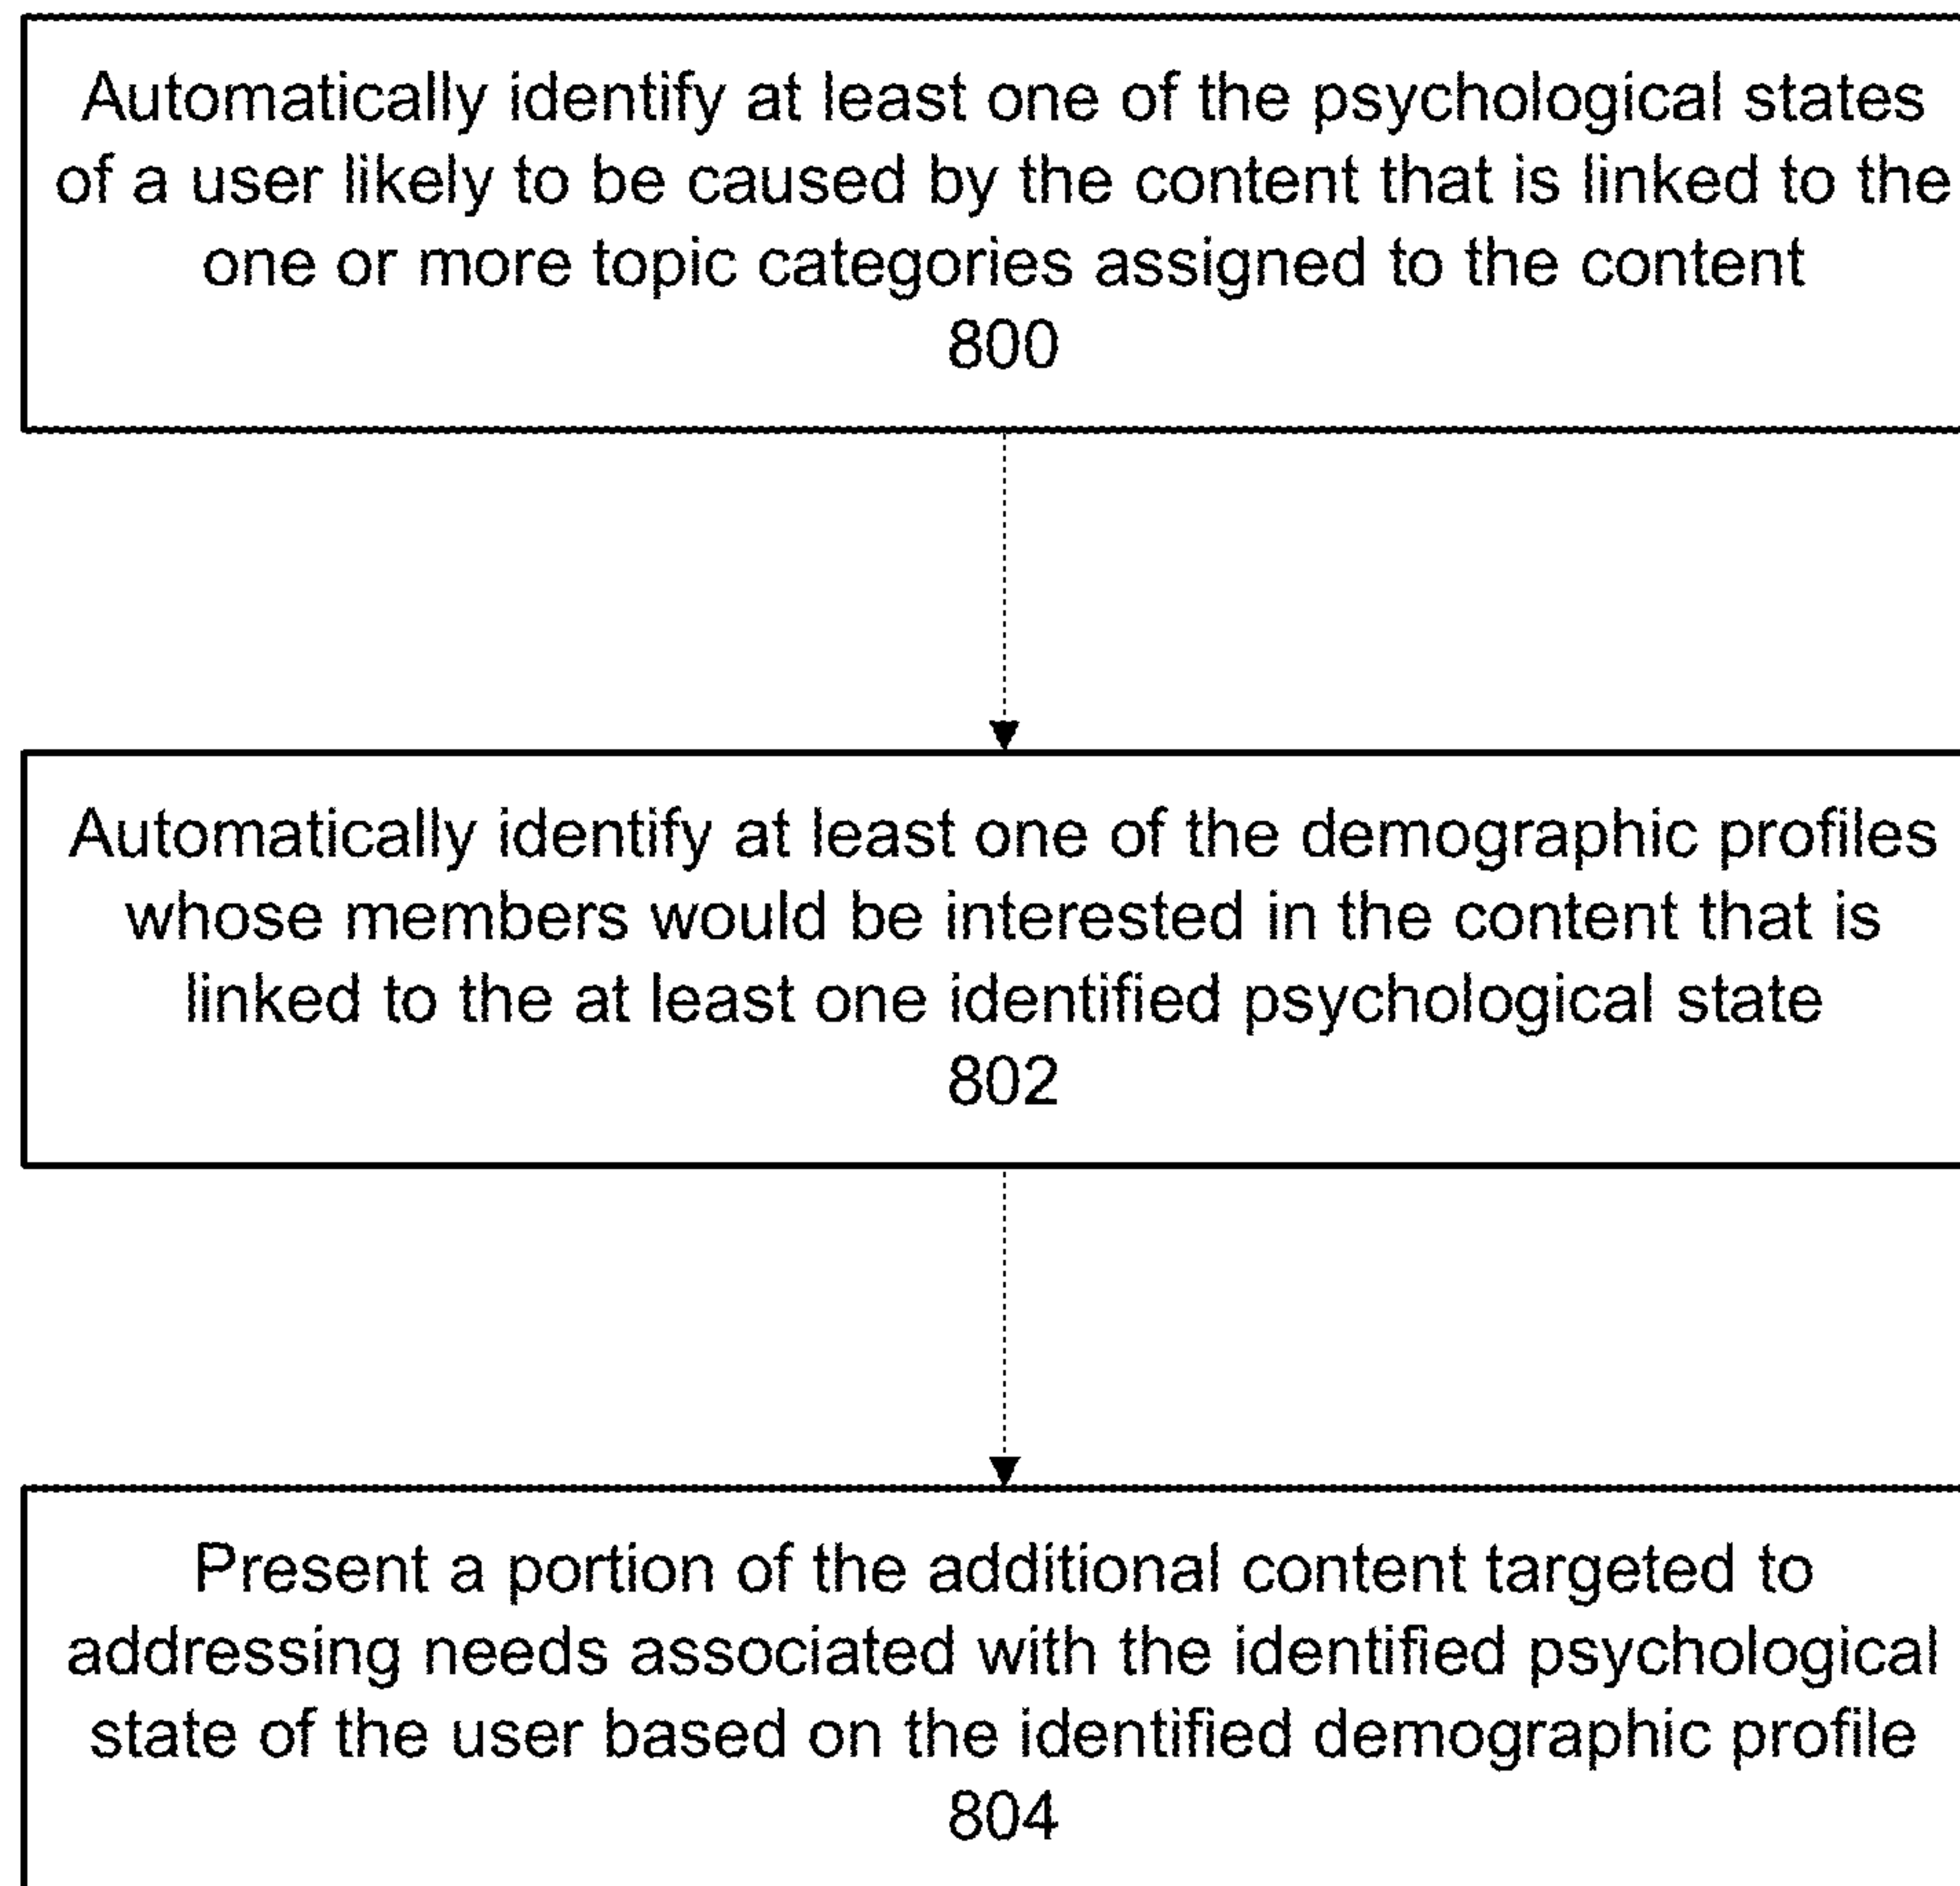 Automatically identify at least one of the psychological states
of a user likely to be caused by the content that is linked to the
one or more topic categories assigned to the content
800
Automatically identify at least one of the demographic profiles
whose members would be interested in the content that is
linked to the at least one identified psychological state
802
Present a portion of the additional content targeted to
addressing needs associated with the identified psychological
state of the user based on the identified demographic profile
804